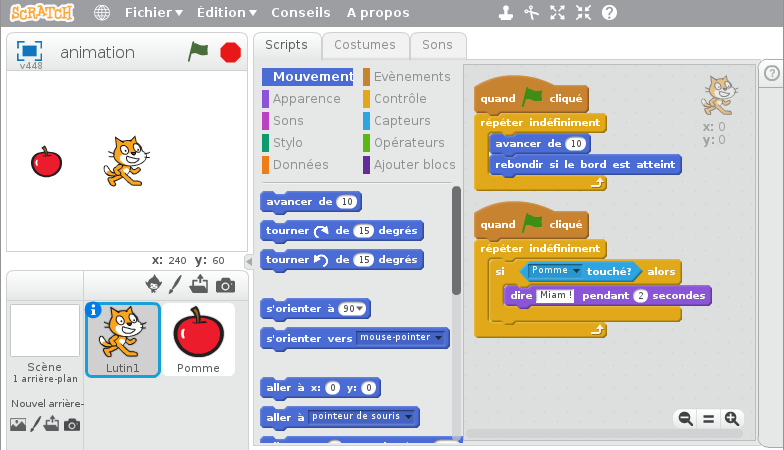 SCRATCH
Fichier
Édition
Conseils
A propos
v448
animation
x: 240 y: 60
Scène
1 arrière-plan
Nouvel arrière-
Lutin1
Pomme
Scripts
Costumes
Sons
Mouvement
Evènements
Apparence
Contrôle
Sons
Capteurs
Stylo
Opérateurs
Données
Ajouter blocs
avancer de 10
tourner de 15 degrés
tourner de 15 degrés
s'orienter à 90
s'orienter vers mouse-pointer
aller à x: 0 y: 0
aller à pointeur de souris
quand cliqué
répéter indéfiniment
avancer de 10
rebondir si le bord est atteint
quand cliqué
répéter indéfiniment
si Pomme touché? alors
dire Miam ! pendant 2 secondes
x: 0
y: 0